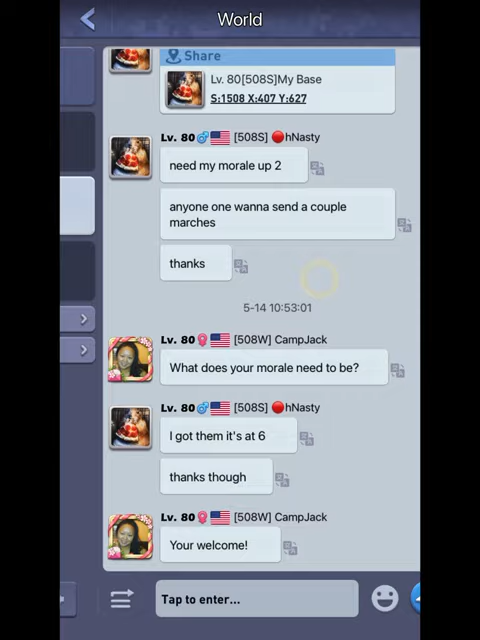 World
Share
Lv. 80[508S]My Base
S:1508 X:407 Y:627
Lv. 80 [508S] 🔴hNasty
need my morale up 2
anyone one wanna send a couple
marches
thanks
5-14 10:53:01
Lv. 80 [508W] CampJack
What does your morale need to be?
Lv. 80 [508S] 🔴hNasty
I got them it's at 6
thanks though
Lv. 80 [508W] CampJack
Your welcome!
Tap to enter...